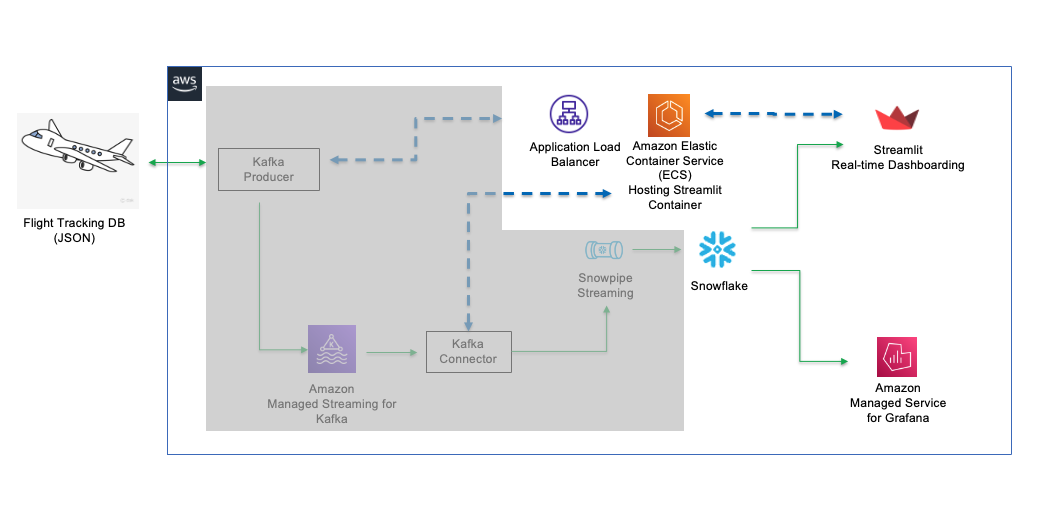 aws
Flight Tracking DB
(JSON)
Kafka
Producer
Application Load
Balancer
Amazon Elastic
Container Service
(ECS)
Hosting Streamlit
Container
Streamlit
Real-time Dashboarding
Snowpipe
Streaming
Snowflake
Amazon
Managed Streaming for
Kafka
Kafka
Connector
Amazon
Managed Service
for Grafana